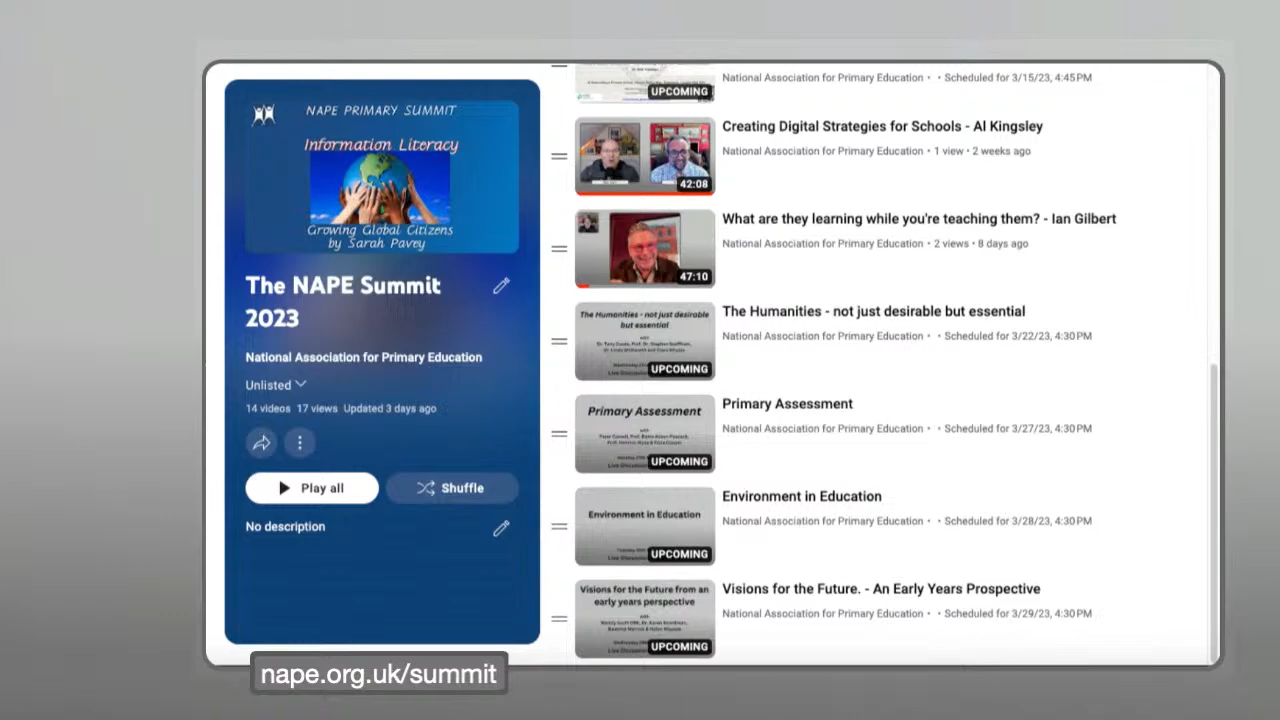 NAPE PRIMARY SUMMIT
Information Literacy
Growing Global Citizens
by Sarah Pavey
The NAPE Summit
2023
National Association for Primary Education
Unlisted
14 videos 17 views Updated 3 days ago
Play all
Shuffle
No description
UPCOMING
National Association for Primary Education • • Scheduled for 3/15/23, 4:45 PM
42:08
Creating Digital Strategies for Schools - Al Kingsley
National Association for Primary Education • 1 view • 2 weeks ago
47:10
What are they learning while you're teaching them? - Ian Gilbert
National Association for Primary Education • 2 views • 8 days ago
The Humanities - not just desirable
but essential
with
UPCOMING
The Humanities - not just desirable but essential
National Association for Primary Education • • Scheduled for 3/22/23, 4:30 PM
Primary Assessment
with
UPCOMING
Primary Assessment
National Association for Primary Education • • Scheduled for 3/27/23, 4:30 PM
Environment in Education
UPCOMING
Environment in Education
National Association for Primary Education • • Scheduled for 3/28/23, 4:30 PM
Visions for the Future from an
early years perspective
with
UPCOMING
Visions for the Future. - An Early Years Prospective
National Association for Primary Education • • Scheduled for 3/29/23, 4:30 PM
nape.org.uk/summit